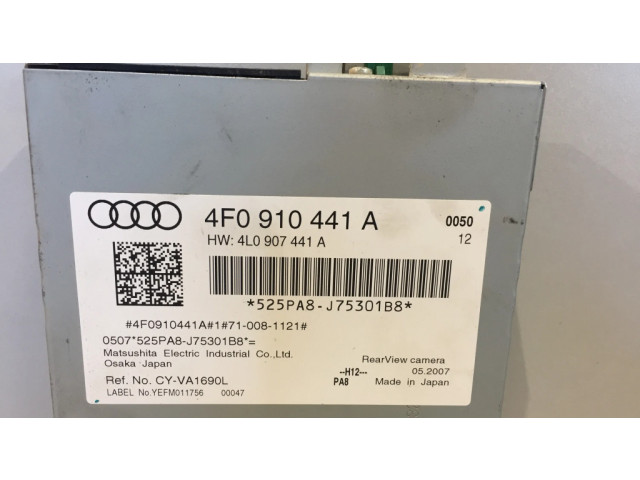 4F0 910 441 A
0050
HW: 4L0 907 441 A
12
*525PA8-J75301B8*
#4F0910441A#1#71-008-1121#
0507*525PA8-J75301B8*=
Matsushita Electric Industrial Co.,Ltd.
Osaka Japan
RearView camera
--H12---
05.2007
Ref. No. CY-VA1690L
PA8
Made in Japan
LABEL No.YEFM011756
00047